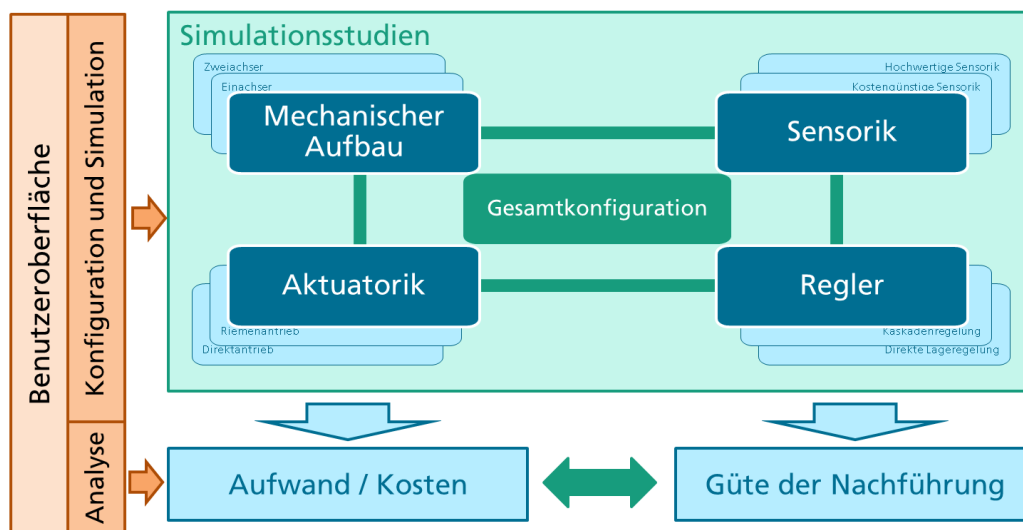 Benutzeroberfläche
Konfiguration und Simulation
Analyse
Simulationsstudien
Zweiachser
Einachser
Mechanischer
Aufbau
Hochwertige Sensorik
Kostengünstige Sensorik
Sensorik
Gesamtkonfiguration
Aktuatorik
Riemenantrieb
Direktantrieb
Regler
Kaskadenregelung
Direkte Lageregelung
Aufwand / Kosten
Güte der Nachführung